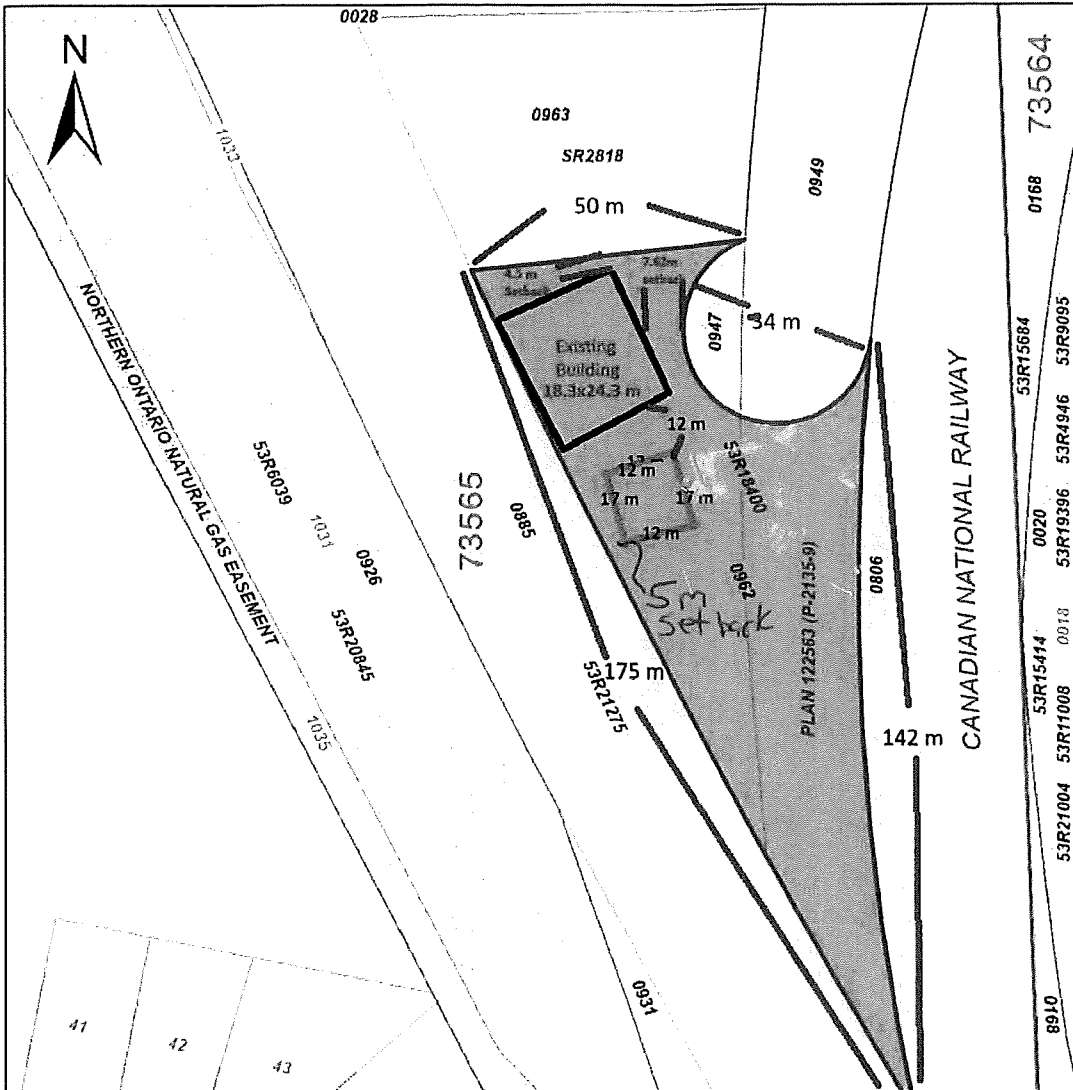 0028
N
73564
1033
0963
SR2818
0949
0168
50 m
4.5 m
Setback
7.62m
setback
NORTHERN ONTARIO NATURAL GAS EASEMENT
0947
34 m
53R15684
53R9095
Existing
Building
18.3x24.3 m
CANADIAN NATIONAL RAILWAY
12 m
53R4946
53R6039
1031
0926
73565
0885
12 m
17 m
17 m
12 m
53R18400
0020
53R19396
0962
0806
5 m
setback
PLAN 122563 (P-2135-9)
53R20845
0018
53R15414
53R21275
175 m
1035
142 m
53R11008
53R21004
0931
0168
41
42
43